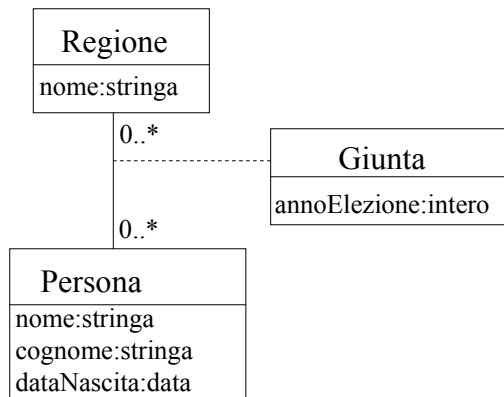 Regione
nome:stringa
0..*
Giunta
annoElezione:intero
0..*
Persona
nome:stringa
cognome:stringa
dataNascita:data